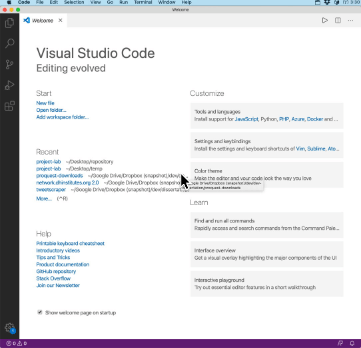 Code File Edit Selection View Go Run Terminal Window Help
Welcome
Welcome
Visual Studio Code
Editing evolved
Start
New file
Open folder...
Add workspace folder...
Recent
project-lab ~/Desktop/repository
project-lab ~/Desktop/temp
proquest-downloads ~/Google Drive/Dropbox (snapshot)/dev
network.dhinstitutes.org 2.0 ~/Google Drive/Dropbox (snapshot)
tweetscraper ~/Google Drive/Dropbox (snapshot)/dev/dissertation
More... (^R)
Help
Printable keyboard cheatsheet
Introductory videos
Tips and Tricks
Product documentation
GitHub repository
Stack Overflow
Join our Newsletter
Show welcome page on startup
Customize
Tools and languages
Install support for JavaScript, Python, PHP, Azure, Docker and ...
Settings and keybindings
Install the settings and keyboard shortcuts of Vim, Sublime, Ato...
Color theme
Make the editor and your code look the way you love
Learn
Find and run all commands
Rapidly access and search commands from the Command Pale...
Interface overview
Get a visual overlay highlighting the major components of the UI
Interactive playground
Try out essential editor features in a short walkthrough
0 0